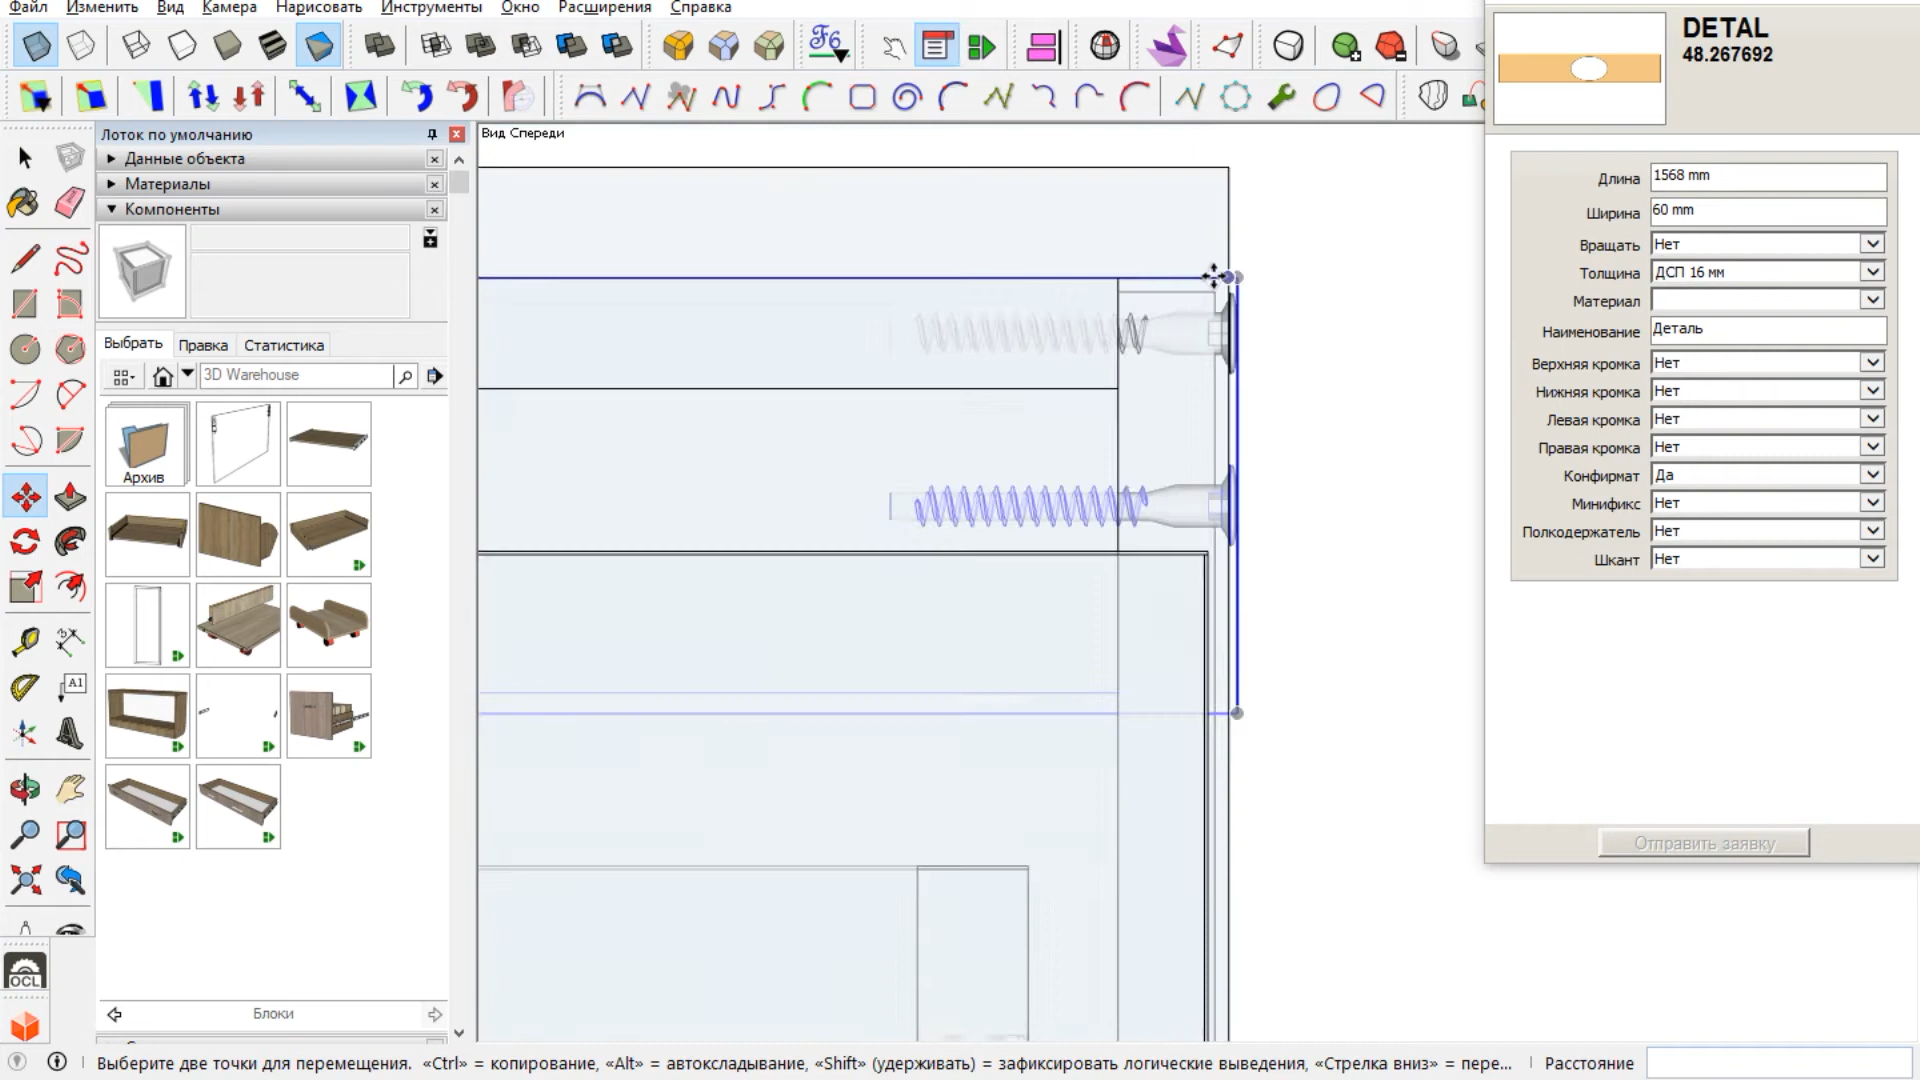 Файл Изменить Вид Камера Нарисовать Инструменты Окно Расширения Справка
F6
DETAL
48.267692
Лоток по умолчанию
Вид Спереди
Данные объекта
Материалы
Компоненты
Выбрать Правка Статистика
3D Warehouse
Архив
A1
OCL
Блоки
Длина 1568 mm
Ширина 60 mm
Вращать Нет
Толщина ДСП 16 мм
Материал
Наименование Деталь
Верхняя кромка Нет
Нижняя кромка Нет
Левая кромка Нет
Правая кромка Нет
Конфирмат Да
Минификс Нет
Полкодержатель Нет
Шкант Нет
Отправить заявку
Выберите две точки для перемещения. «Ctrl» = копирование, «Alt» = автоскладывание, «Shift» (удерживать) = зафиксировать логические выведения, «Стрелка вниз» = пере... Расстояние